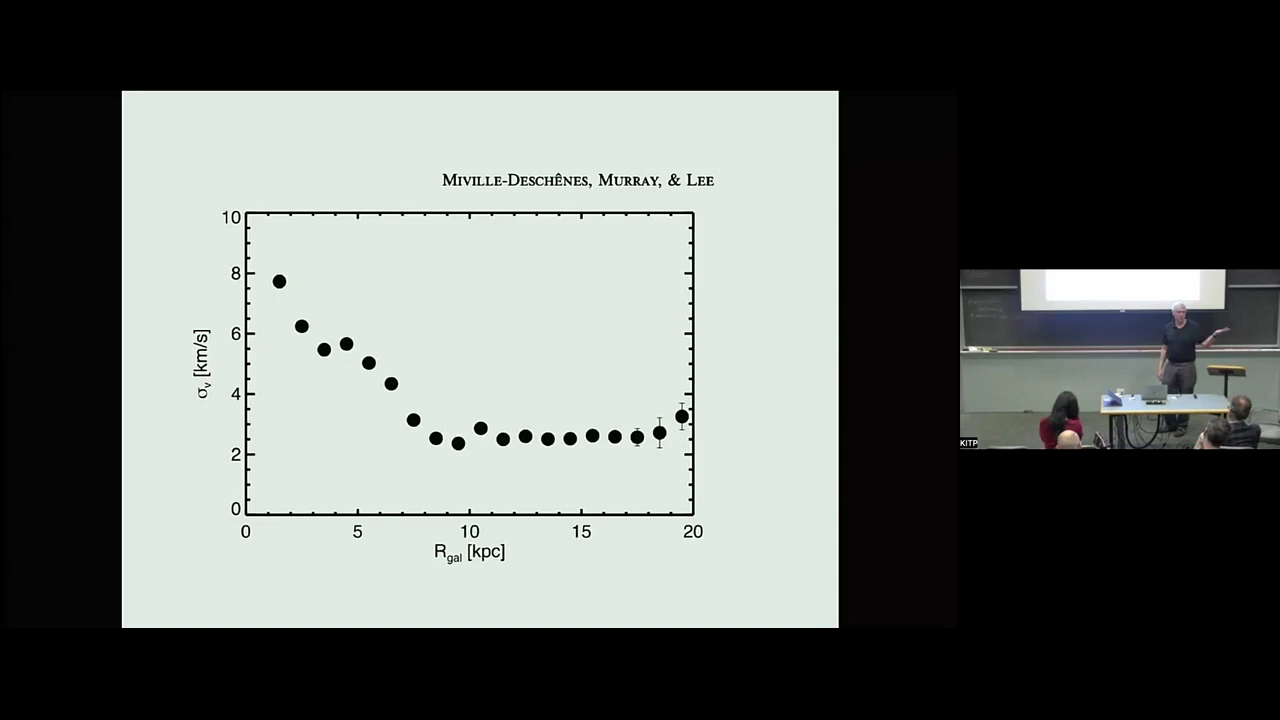 MIVILLE-DESCHÊNES, MURRAY, & LEE
10
8
6
4
2
0
σv [km/s]
0 5 10 15 20
Rgal [kpc]
KITP